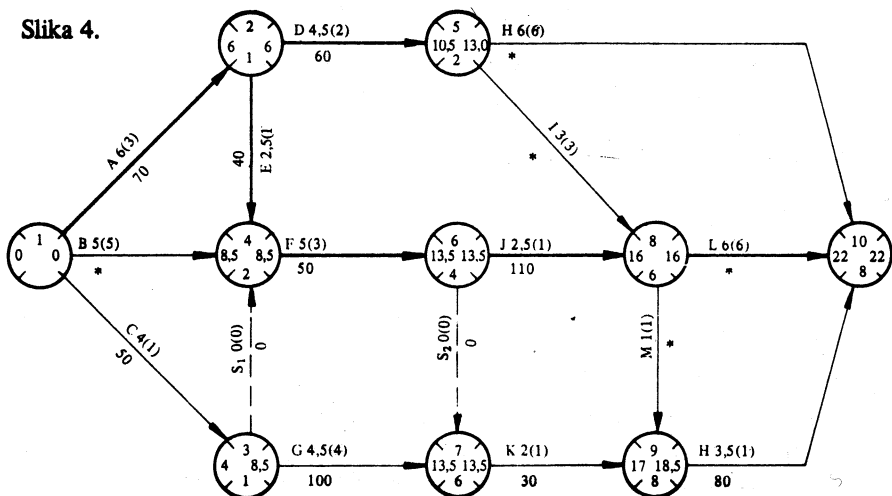 Slika 4.
2
6 6
1
D 4,5(2)
60
5
10,5 13,0
2
H 6(6)
*
A 6(3)
70
40
E 2,5(1
I 3(3)
*
1
0 0
B 5(5)
*
4
8,5 8,5
2
F 5(3)
50
6
13,5 13,5
4
J 2,5(1)
110
8
16 16
6
L 6(6)
*
10
22 22
8
C 4(1)
50
S1 0(0)
0
S2 0(0)
0
M 1(1)
*
3
4 8,5
1
G 4,5(4)
100
7
13,5 13,5
6
K 2(1)
30
9
17 18,5
8
H 3,5(1)
80